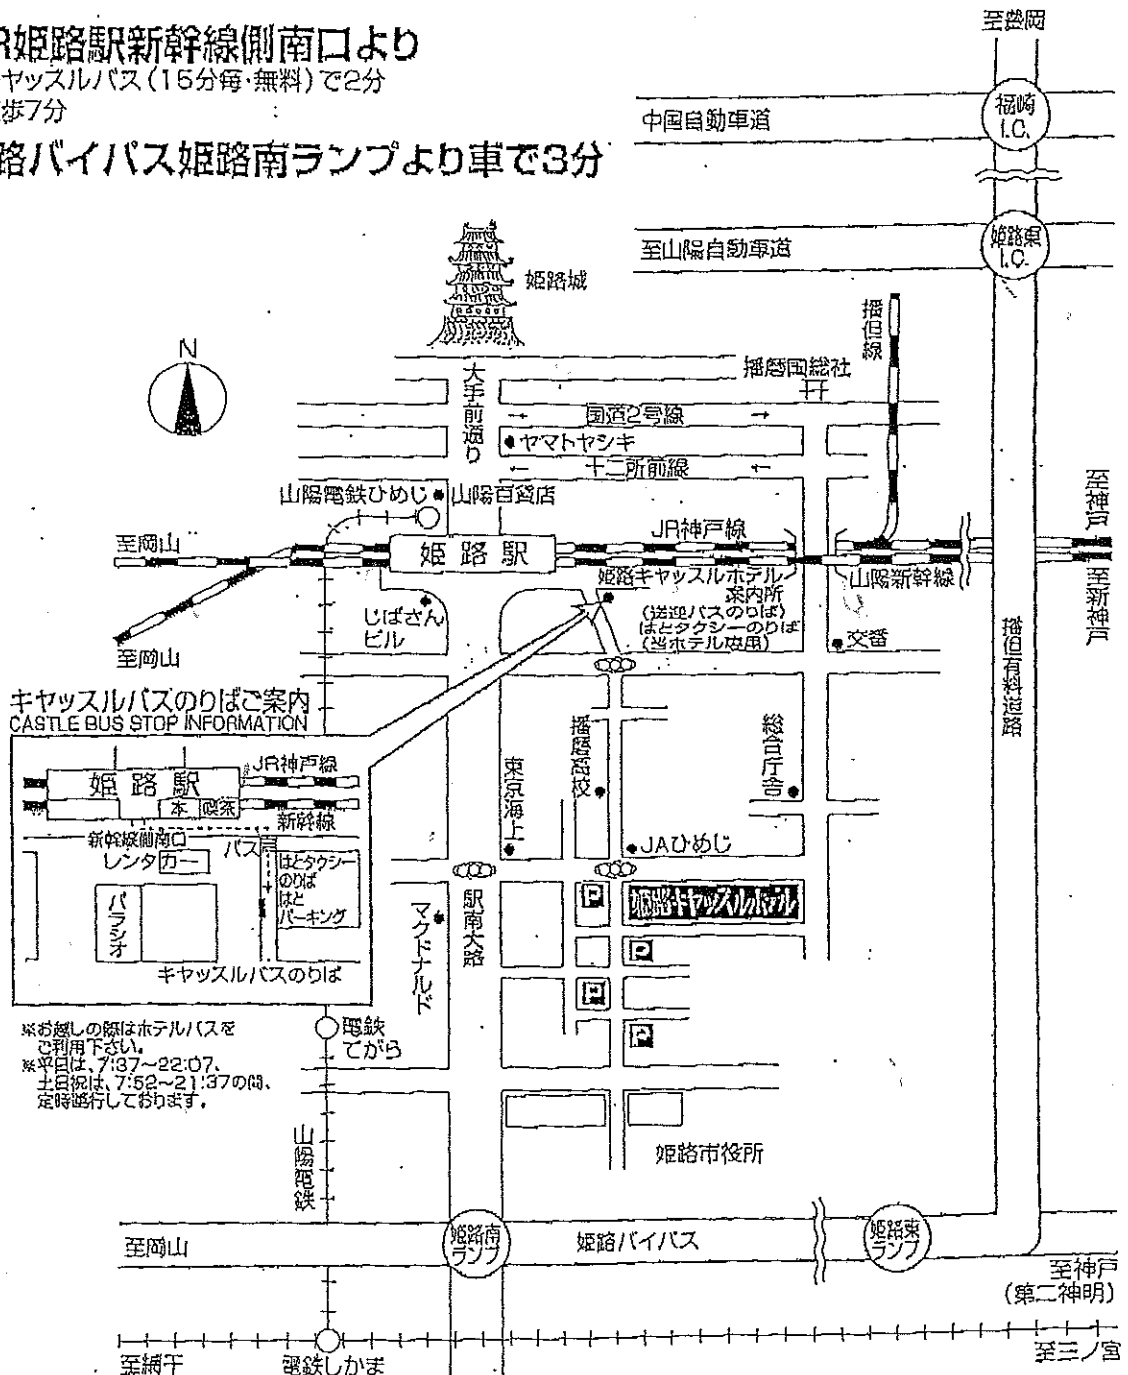 R姫路駅新幹線側南口より
ヤッスルバス(15分毎・無料)で2分
歩7分
路バイパス姫路南ランプより車で3分
至豊岡
中国自動車道
福崎
I.C.
至山陽自動車道
姫路東
I.C.
姫路城
播但線
N
大手前通り
播磨国総社
国道2号線
ヤマトヤシキ
十二所前線
山陽電鉄ひめじ
山陽百貨店
至神戸
至岡山
姫路駅
JR神戸線
山陽新幹線
至新神戸
至岡山
じばさん
ビル
姫路キャッスルホテル
案内所
(送迎バスのりば)
はとタクシーのりば
(当ホテル専用)
交番
播但有料道路
キャッスルバスのりばご案内
CASTLE BUS STOP INFORMATION
姫路駅
JR神戸線
本
喫茶
新幹線
新幹線側南口
バス
レンタカー
はとタクシー
のりば
はと
パーキング
パラシオ
キャッスルバスのりば
播磨高校
総合庁舎
東京海上
JAひめじ
駅南大路
マクドナルド
P
姫路キャッスルホテル
P
P
P
※お越しの際はホテルバスを
ご利用下さい。
※平日は、7:37～22:07、
土日祝は、7:52～21:37の間、
定時運行しております。
電鉄
てがら
山陽電鉄
姫路市役所
至岡山
姫路南
ランプ
姫路バイパス
姫路東
ランプ
至神戸
(第二神明)
至網干
電鉄しかま
至三ノ宮